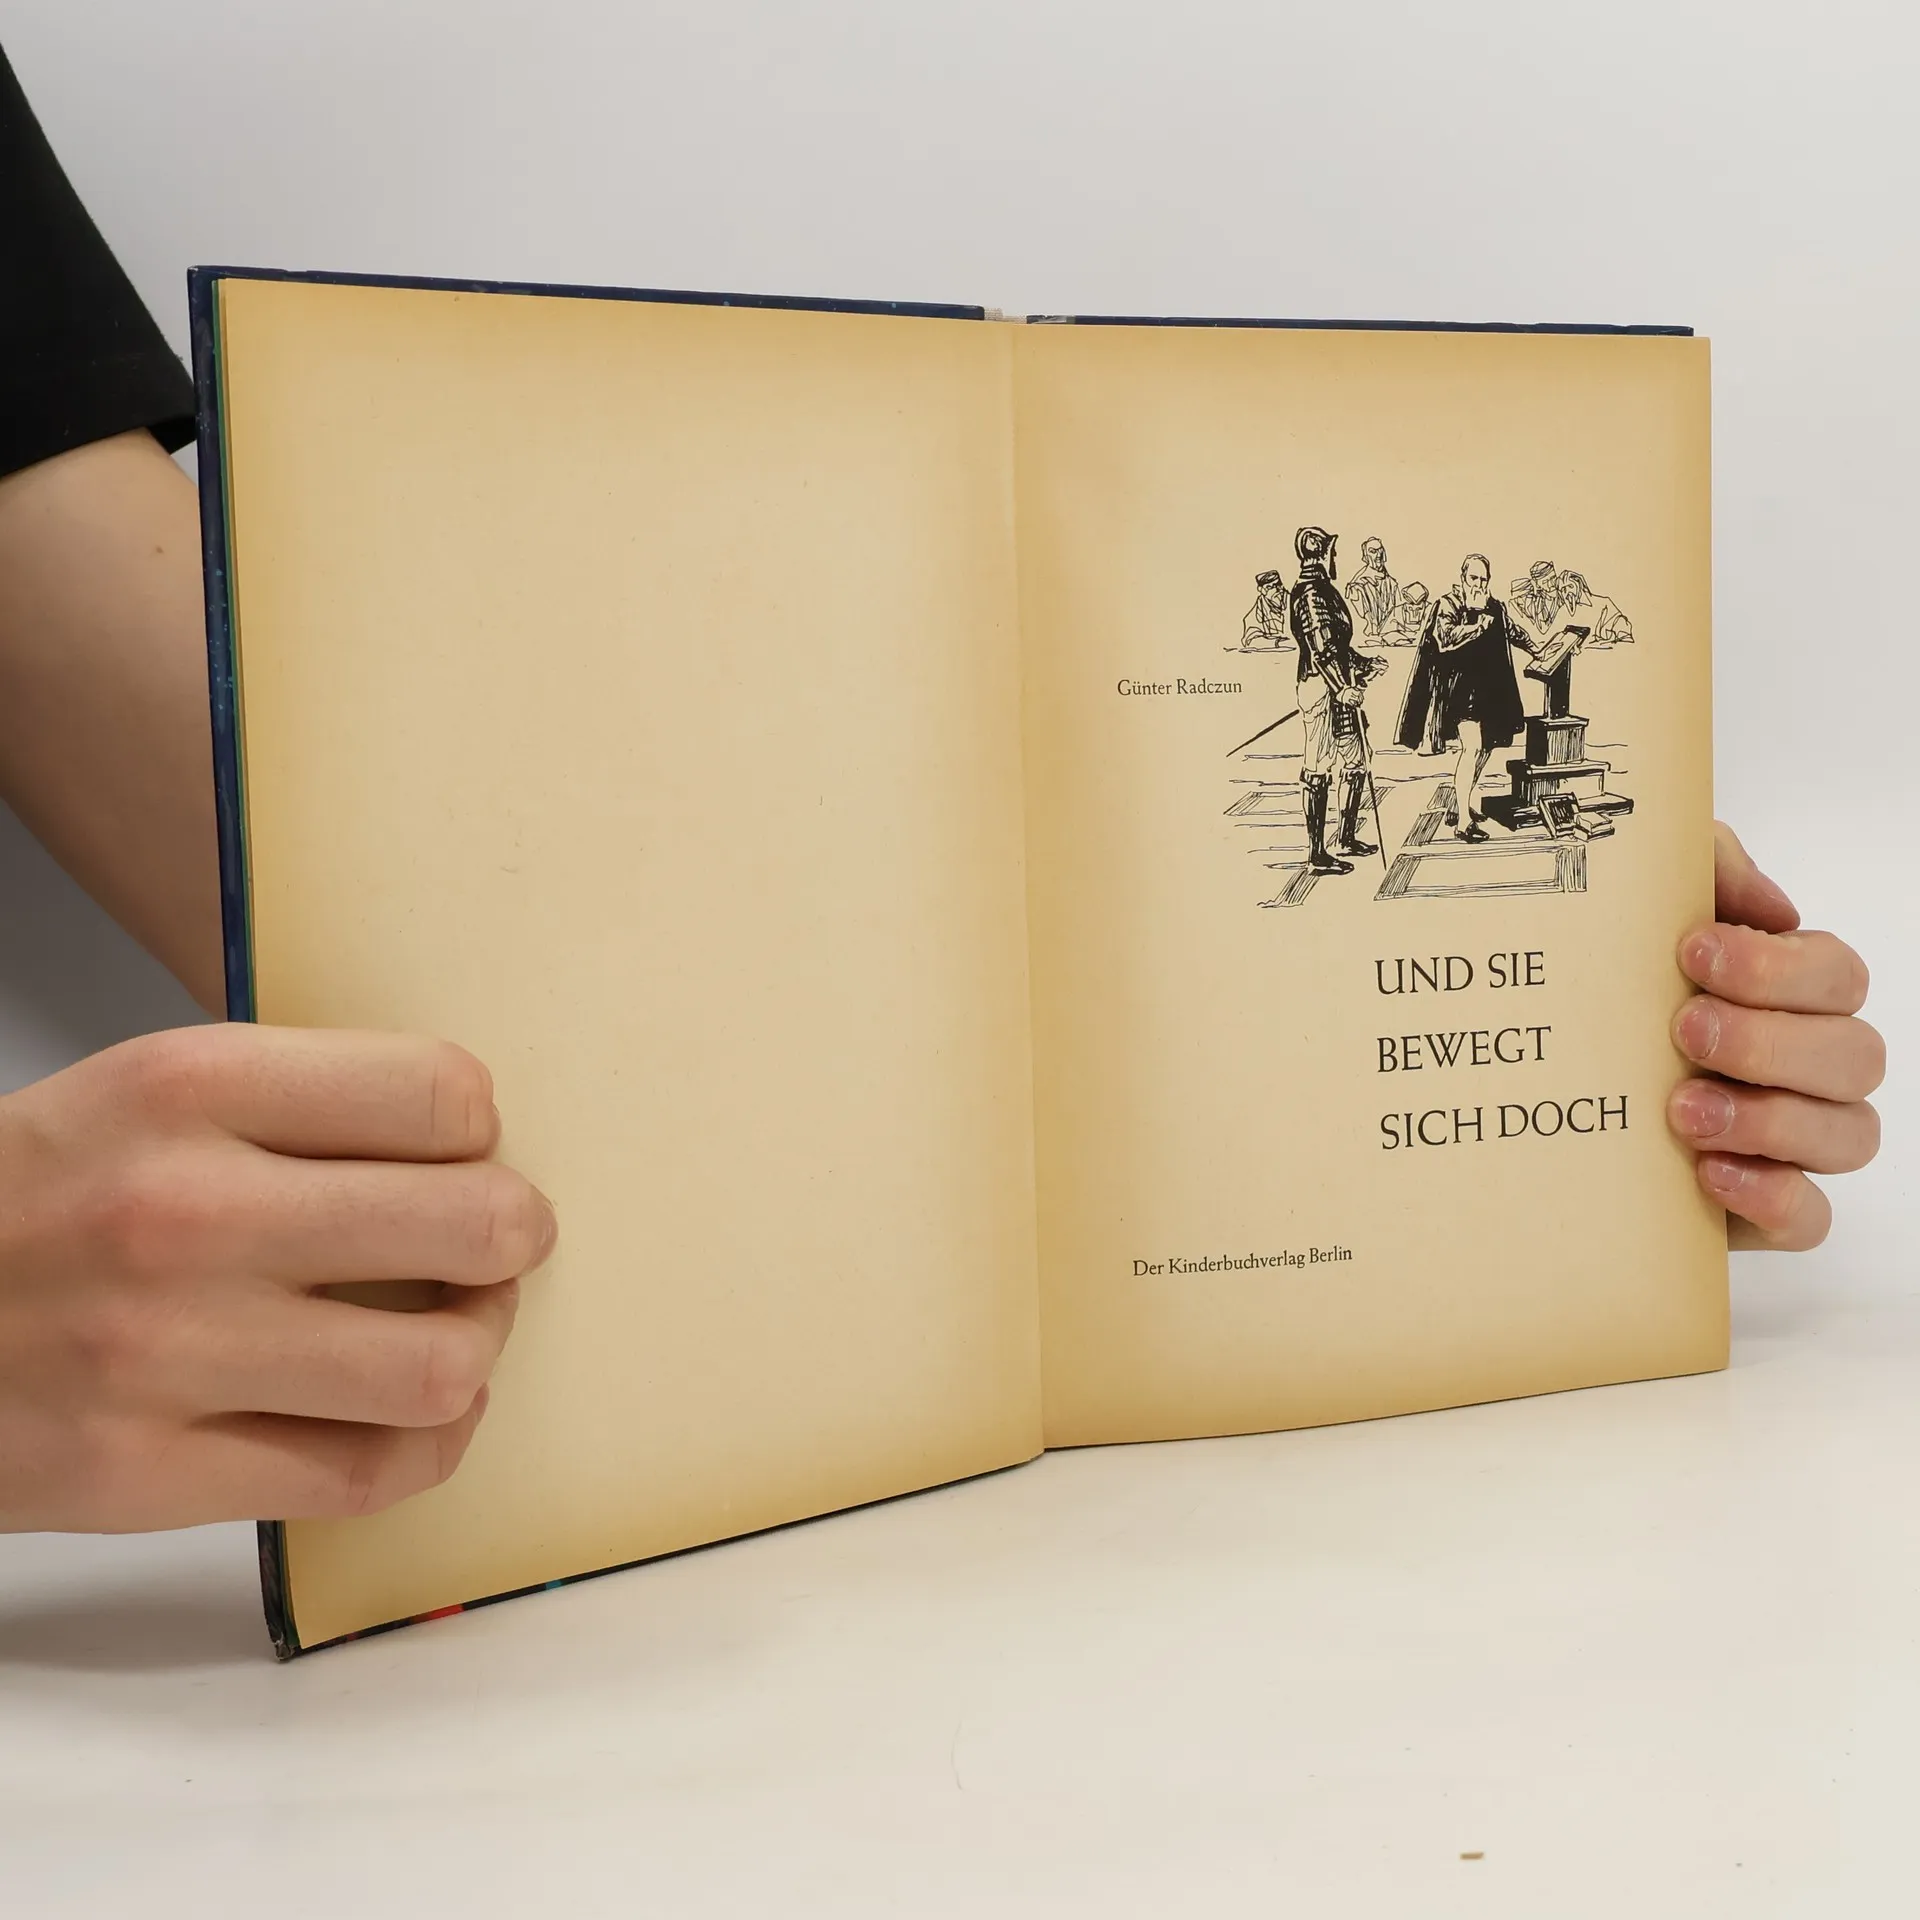 Günter Radczun
UND SIE
BEWEGT
SICH DOCH
Der Kinderbuchverlag Berlin